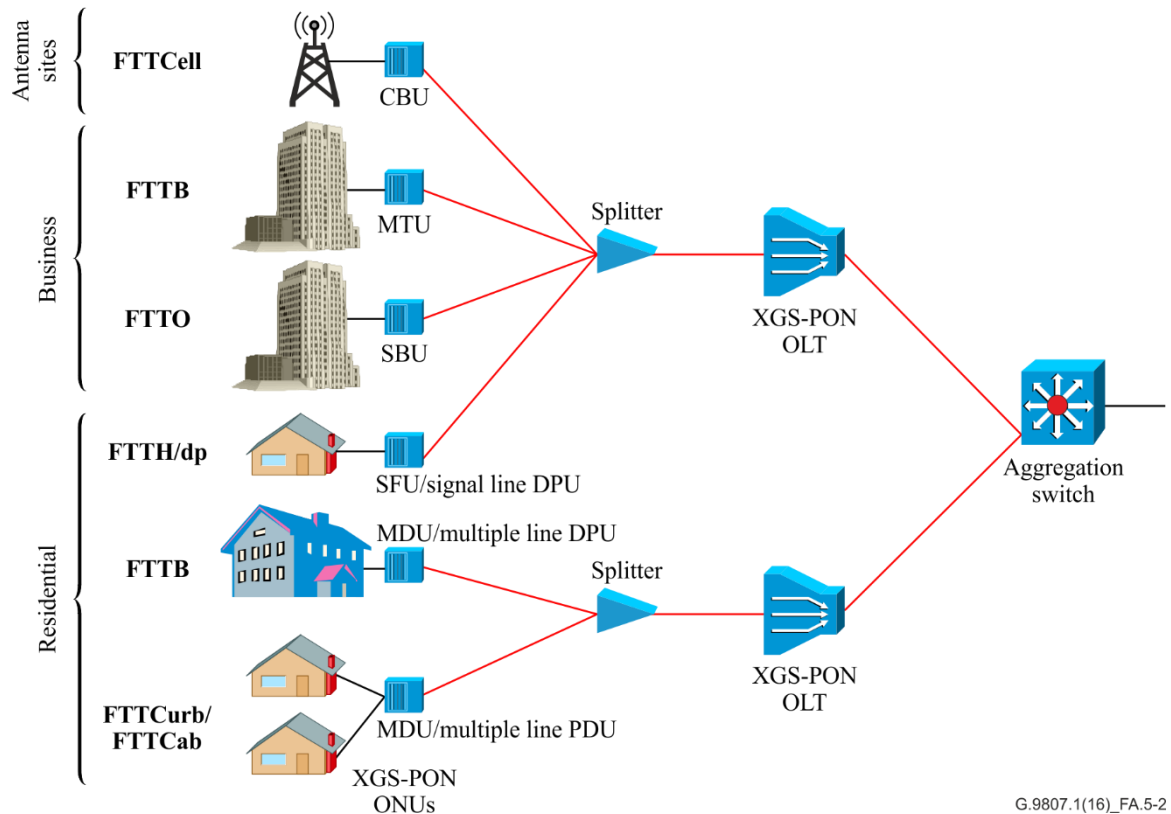 Antenna
sites
FTTCell
CBU
Business
FTTB
MTU
Splitter
XGS-PON
OLT
FTTO
SBU
Aggregation
switch
Residential
FTTH/dp
SFU/signal line DPU
MDU/multiple line DPU
FTTB
Splitter
XGS-PON
OLT
FTTCurb/
FTTCab
MDU/multiple line PDU
XGS-PON
ONUs
G.9807.1(16)_FA.5-2